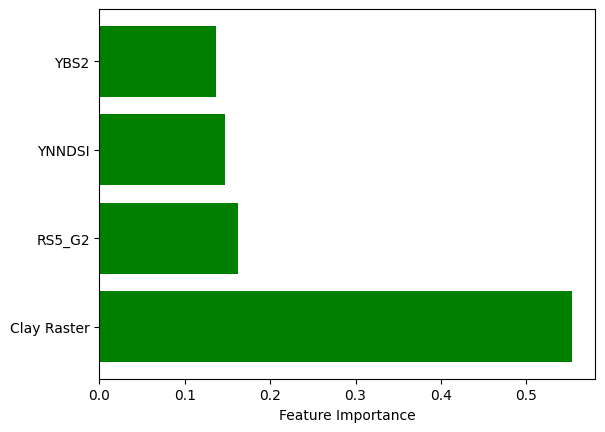 YBS2
YNNDSI
RS5_G2
Clay Raster
0.0 0.1 0.2 0.3 0.4 0.5
Feature Importance